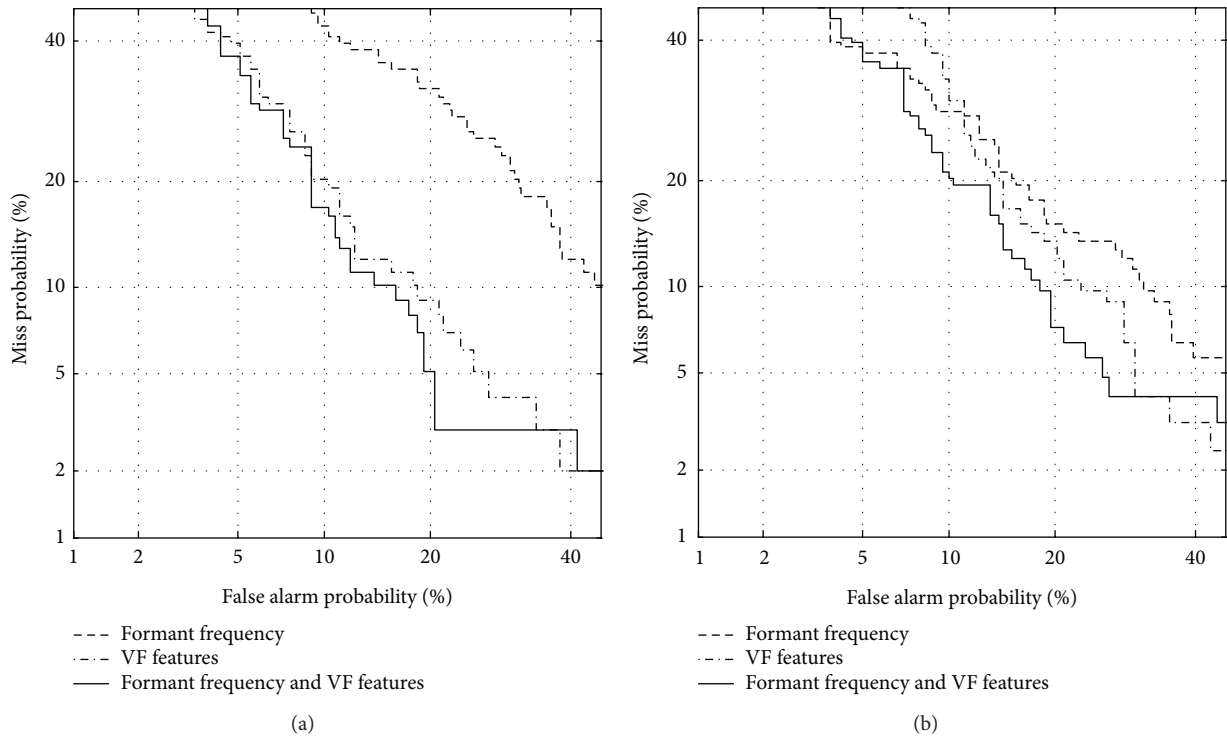 40
20
10
5
2
1
Miss probability (%)
1 2 5 10 20 40
False alarm probability (%)
Formant frequency
VF features
Formant frequency and VF features
(a)
40
20
10
5
2
1
Miss probability (%)
1 2 5 10 20 40
False alarm probability (%)
Formant frequency
VF features
Formant frequency and VF features
(b)